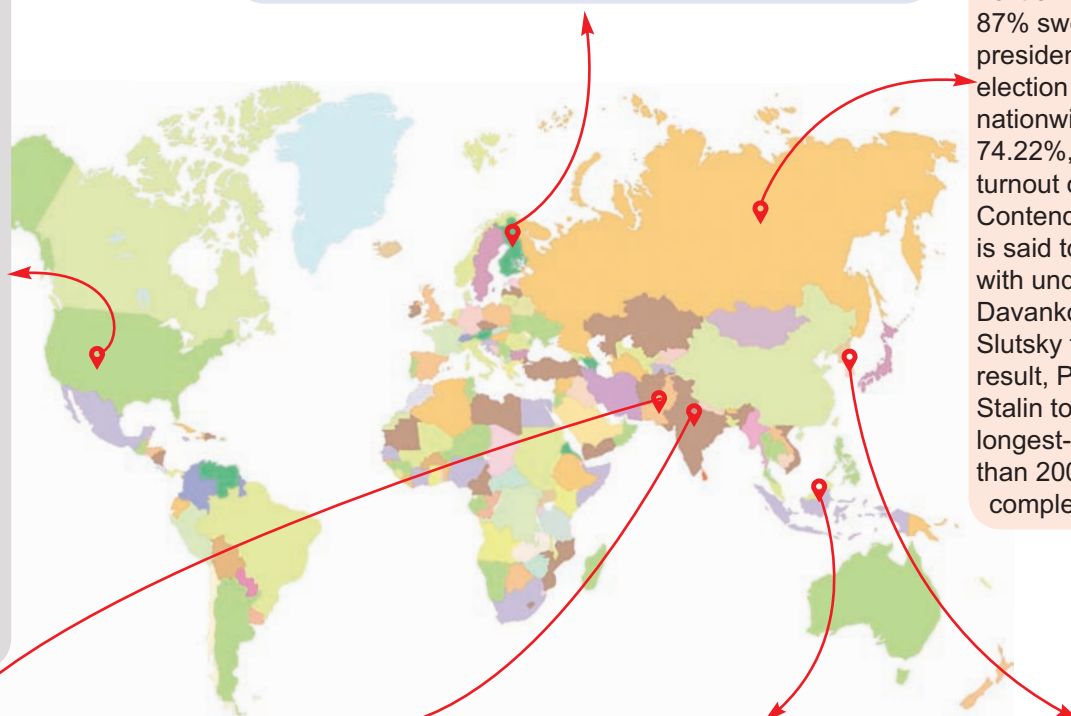 87% swe
presiden
election
nationwi
74.22%,
turnout o
Contend
is said to
with und
Davanko
Slutsky
result, P
Stalin to
longest-
than 200
comple